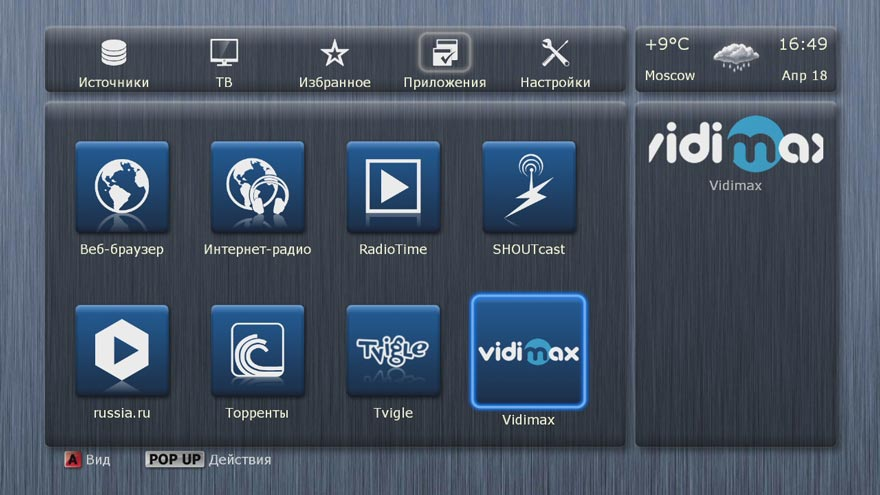 Источники ТВ Избранное Приложения Настройки
+9°C 16:49
Moscow Апр 18
vidimax
Vidimax
Веб-браузер Интернет-радио RadioTime SHOUTcast
Tvigle vidimax
russia.ru Торренты Tvigle Vidimax
A Вид POP UP Действия